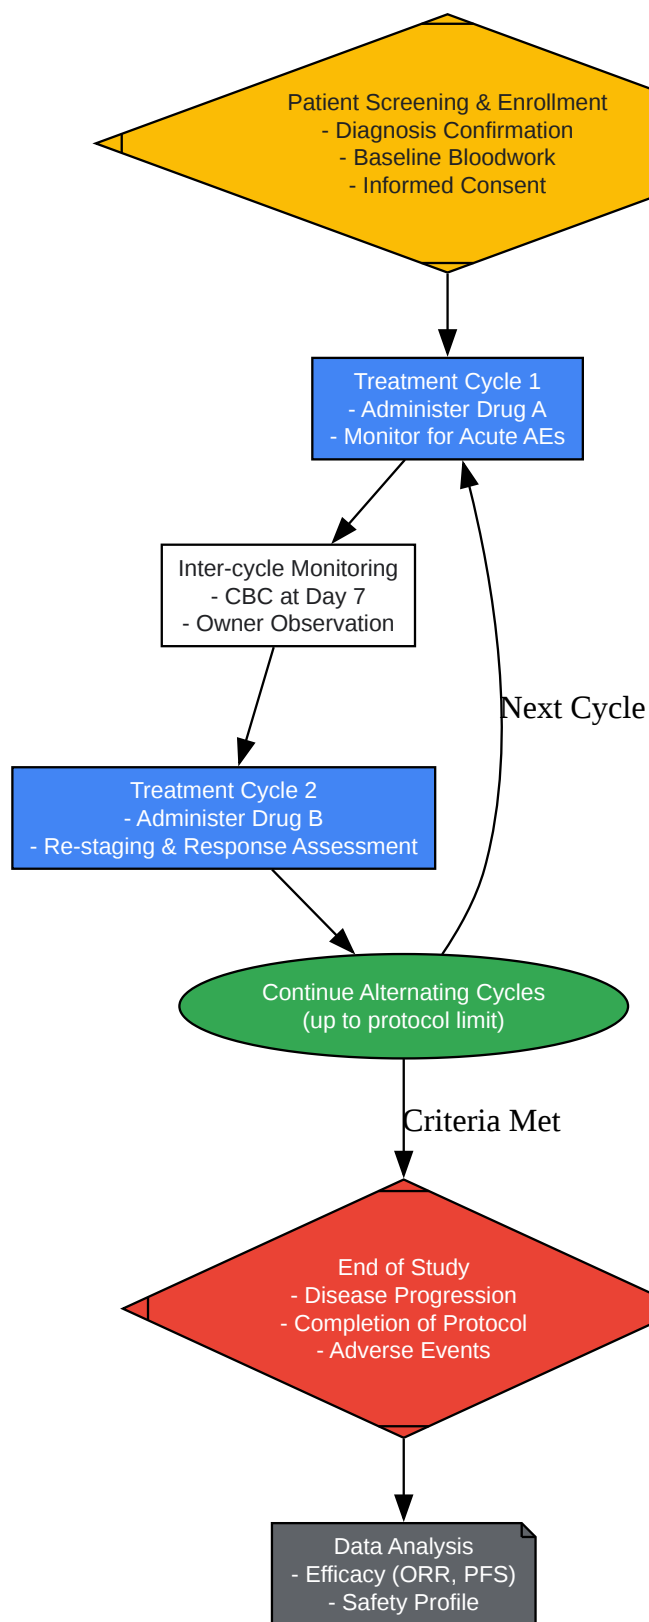 Patient Screening & Enrollment
- Diagnosis Confirmation
- Baseline Bloodwork
- Informed Consent
Treatment Cycle 1
- Administer Drug A
- Monitor for Acute AEs
Inter-cycle Monitoring
- CBC at Day 7
- Owner Observation
Next Cycle
Treatment Cycle 2
- Administer Drug B
- Re-staging & Response Assessment
Continue Alternating Cycles
(up to protocol limit)
Criteria Met
End of Study
- Disease Progression
- Completion of Protocol
- Adverse Events
Data Analysis
- Efficacy (ORR, PFS)
- Safety Profile